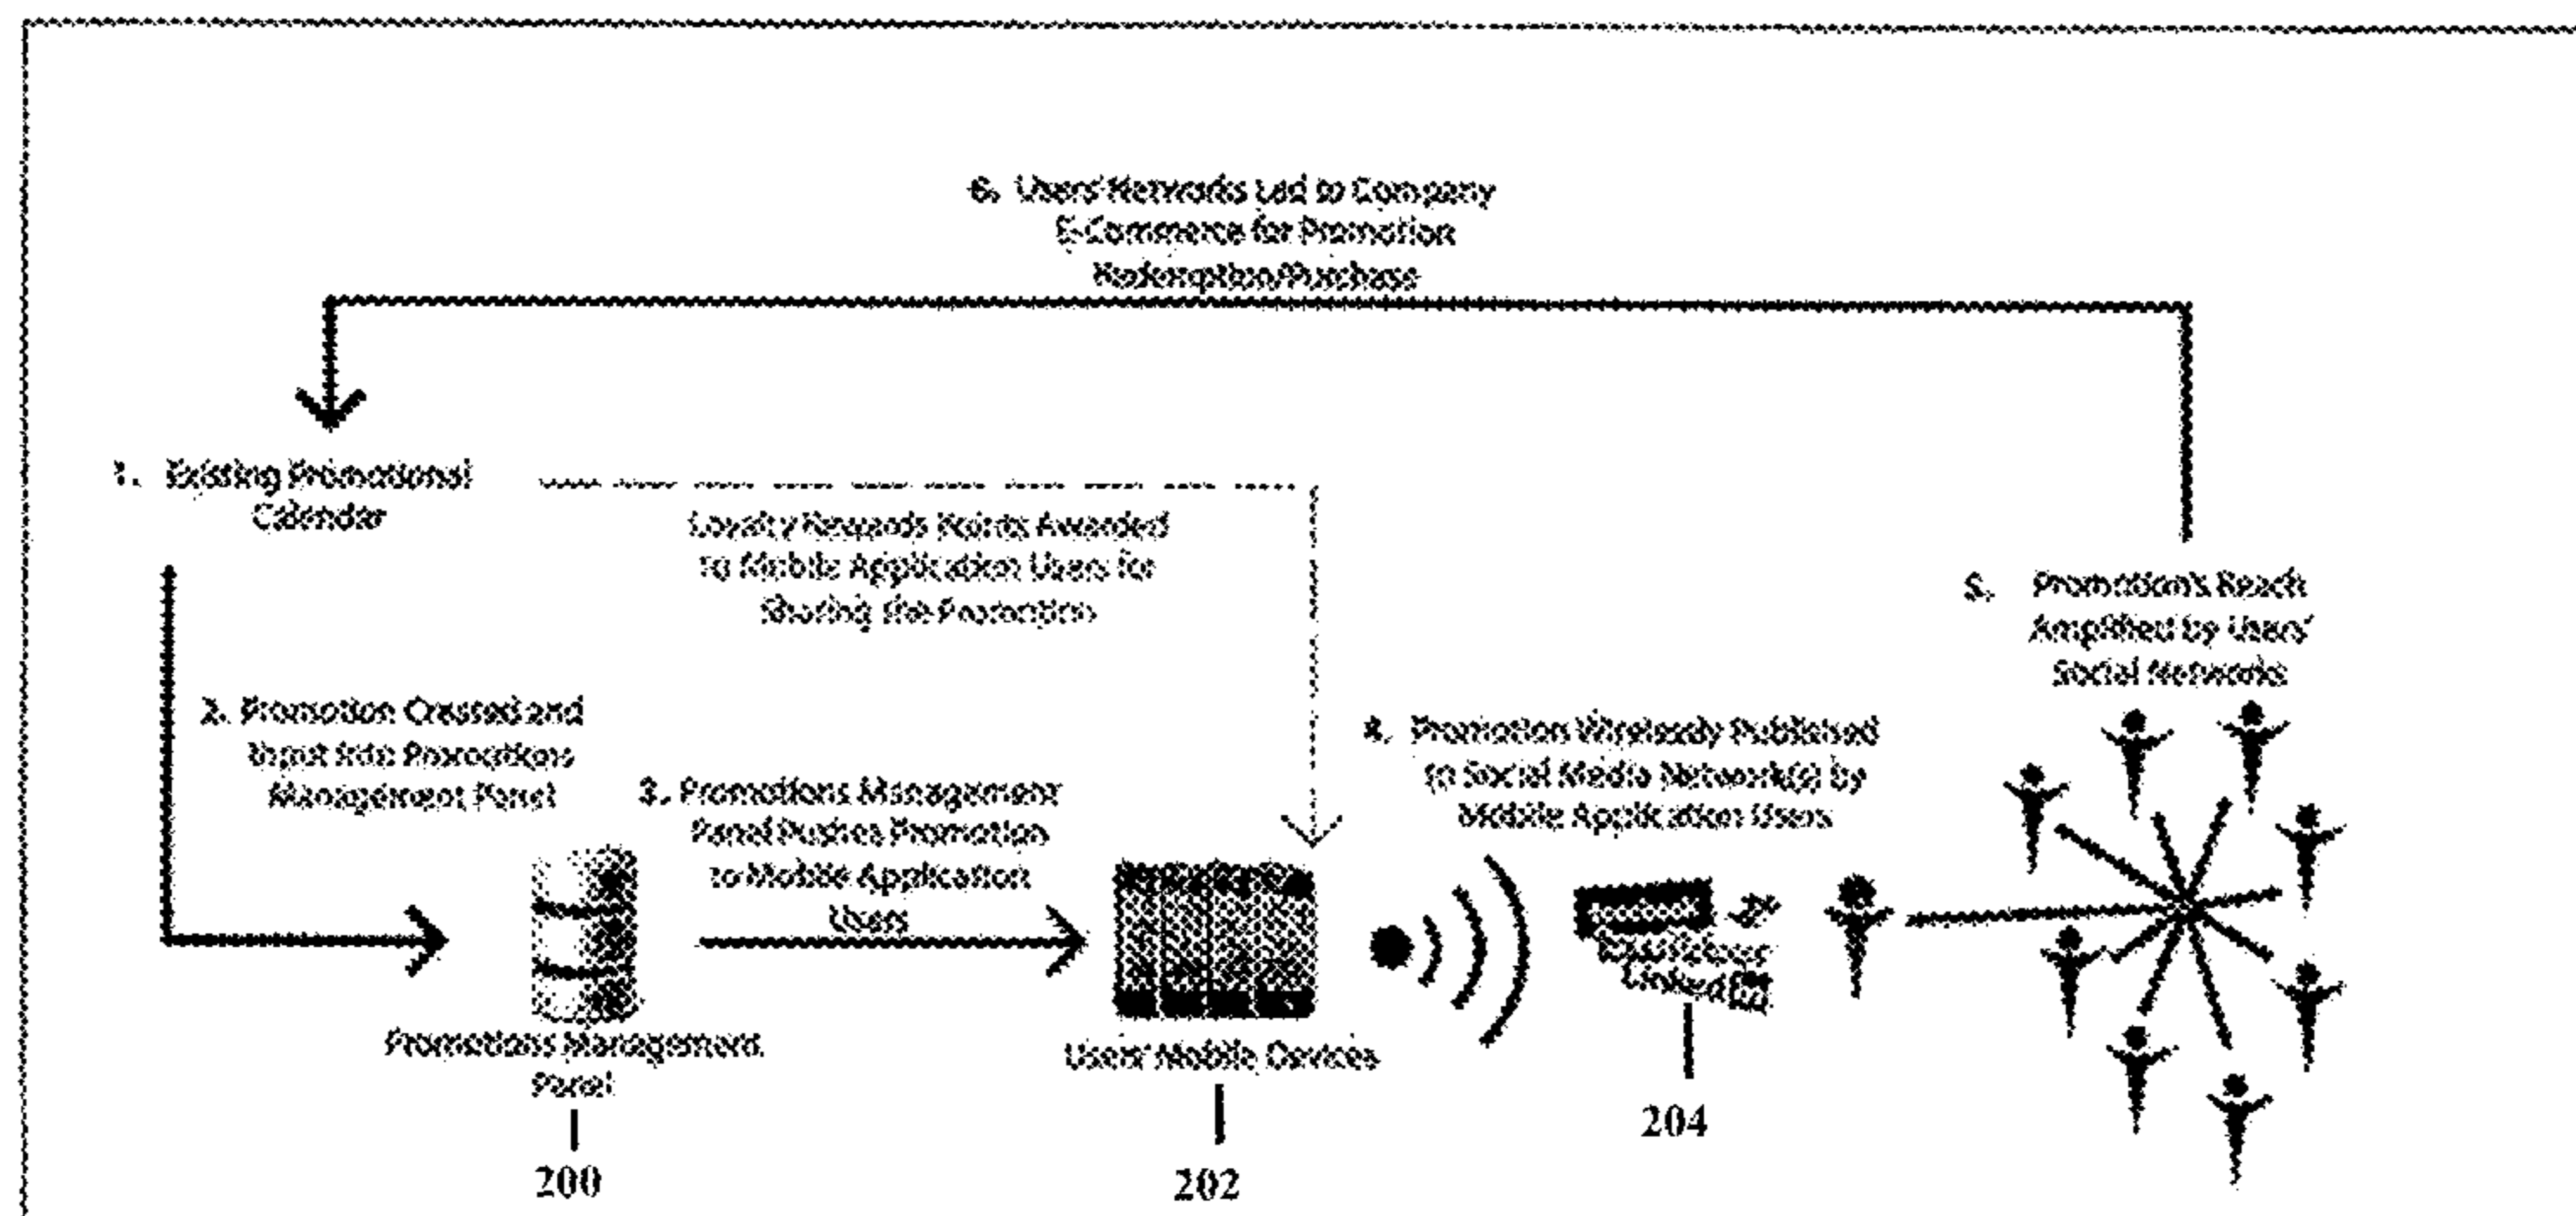 6. Users' Networks Led to Company
E-Commerce for Promotion
Redemption/Purchase
1. Existing Promotional
Calendar
Loyalty Rewards Points Awarded
to Mobile Application Users for
Sharing the Promotion
2. Promotion Created and
Input into Promotions
Management Panel
3. Promotions Management
Panel Pushes Promotion
to Mobile Application
Users
4. Promotion Wirelessly Published
to Social Media Network(s) by
Mobile Application Users
5. Promotion's Reach
Amplified by Users'
Social Networks
Promotions Management
Panel
200
Users' Mobile Devices
202
Linked
204